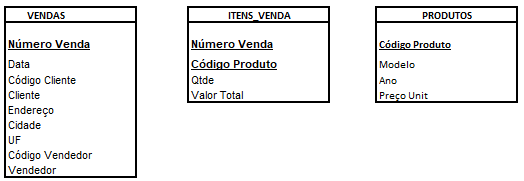 VENDAS
Número Venda
Data
Código Cliente
Cliente
Endereço
Cidade
UF
Código Vendedor
Vendedor
ITENS_VENDA
Número Venda
Código Produto
Qtde
Valor Total
PRODUTOS
Código Produto
Modelo
Ano
Preço Unit